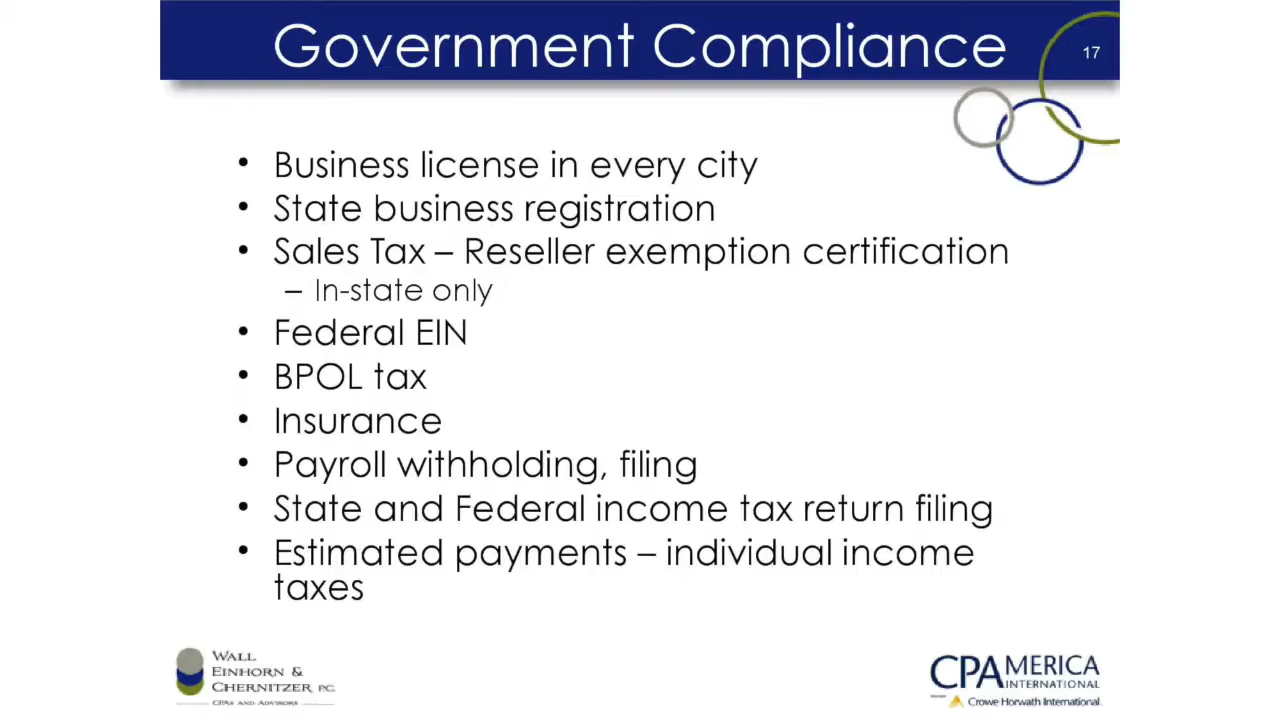 Government Compliance
17
• Business license in every city
• State business registration
• Sales Tax – Reseller exemption certification
– In-state only
• Federal EIN
• BPOL tax
• Insurance
• Payroll withholding, filing
• State and Federal income tax return filing
• Estimated payments – individual income
taxes
WALL
EINHORN &
CHERNITZER P.C.
CPAS AND ADVISORS
CPAMERICA
INTERNATIONAL
Member
Crowe Horwath International